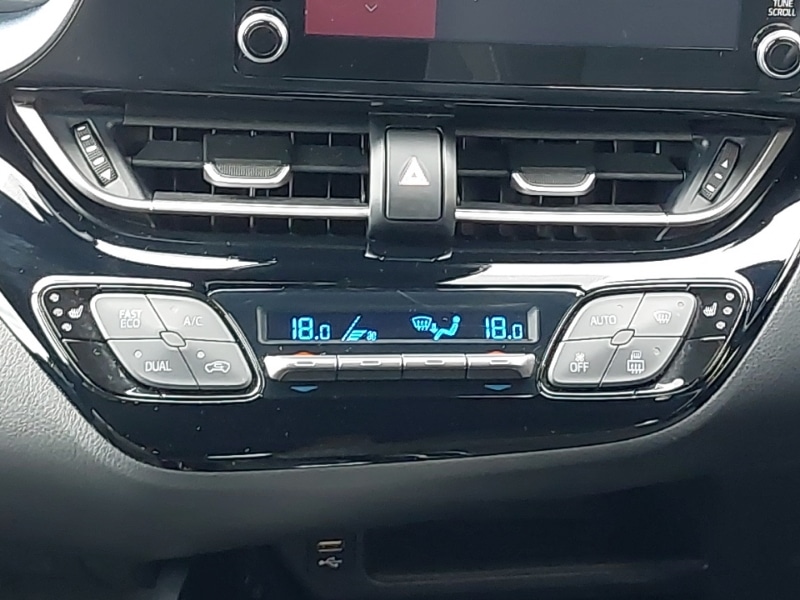 TUNE
SCROLL
FAST
ECO
A/C
18.0
18.0
AUTO
DUAL
OFF